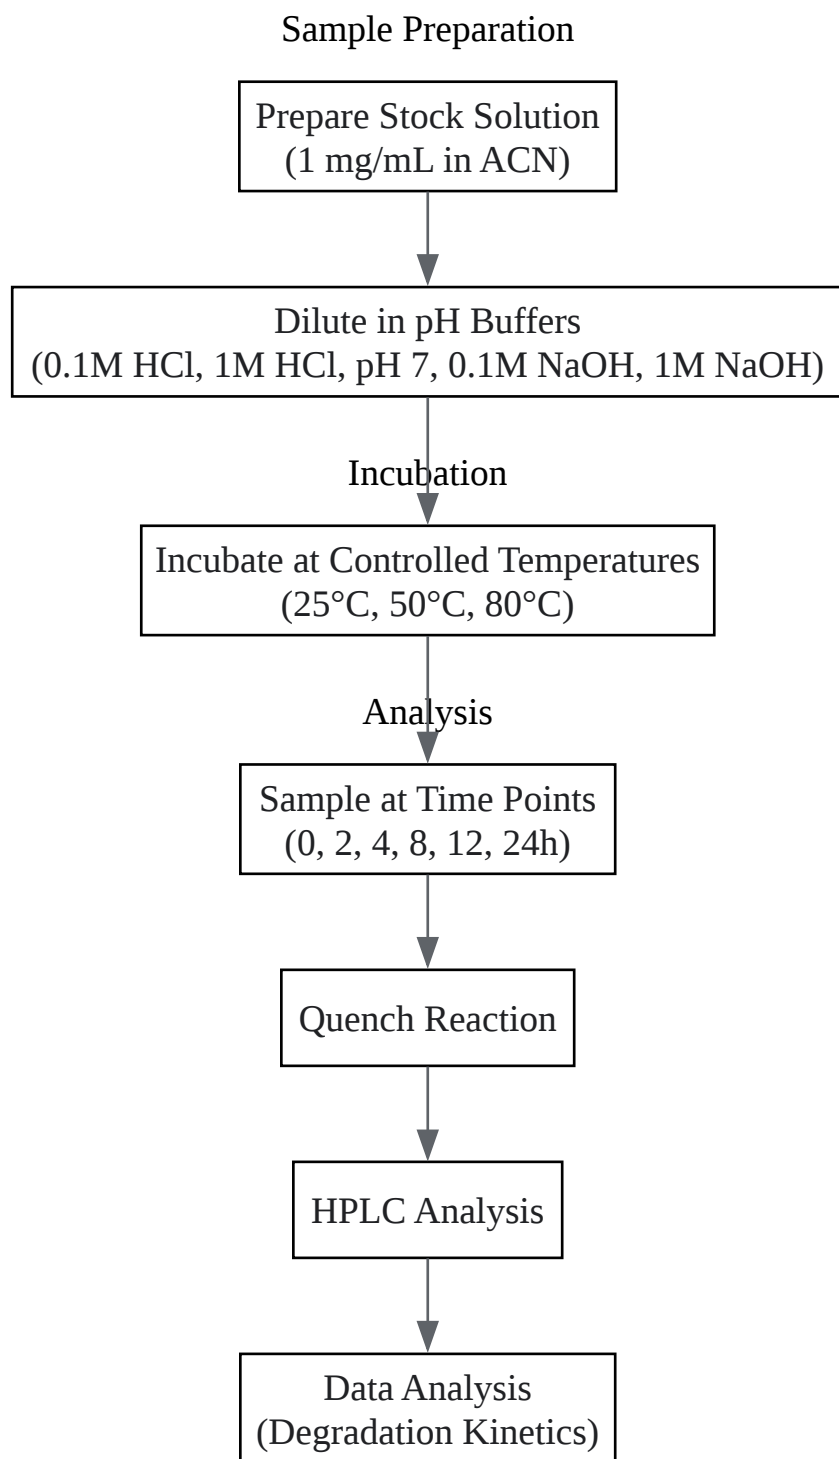 Sample Preparation
Prepare Stock Solution
(1 mg/mL in ACN)
Dilute in pH Buffers
(0.1M HCl, 1M HCl, pH 7, 0.1M NaOH, 1M NaOH)
Incubation
Incubate at Controlled Temperatures
(25°C, 50°C, 80°C)
Analysis
Sample at Time Points
(0, 2, 4, 8, 12, 24h)
Quench Reaction
HPLC Analysis
Data Analysis
(Degradation Kinetics)